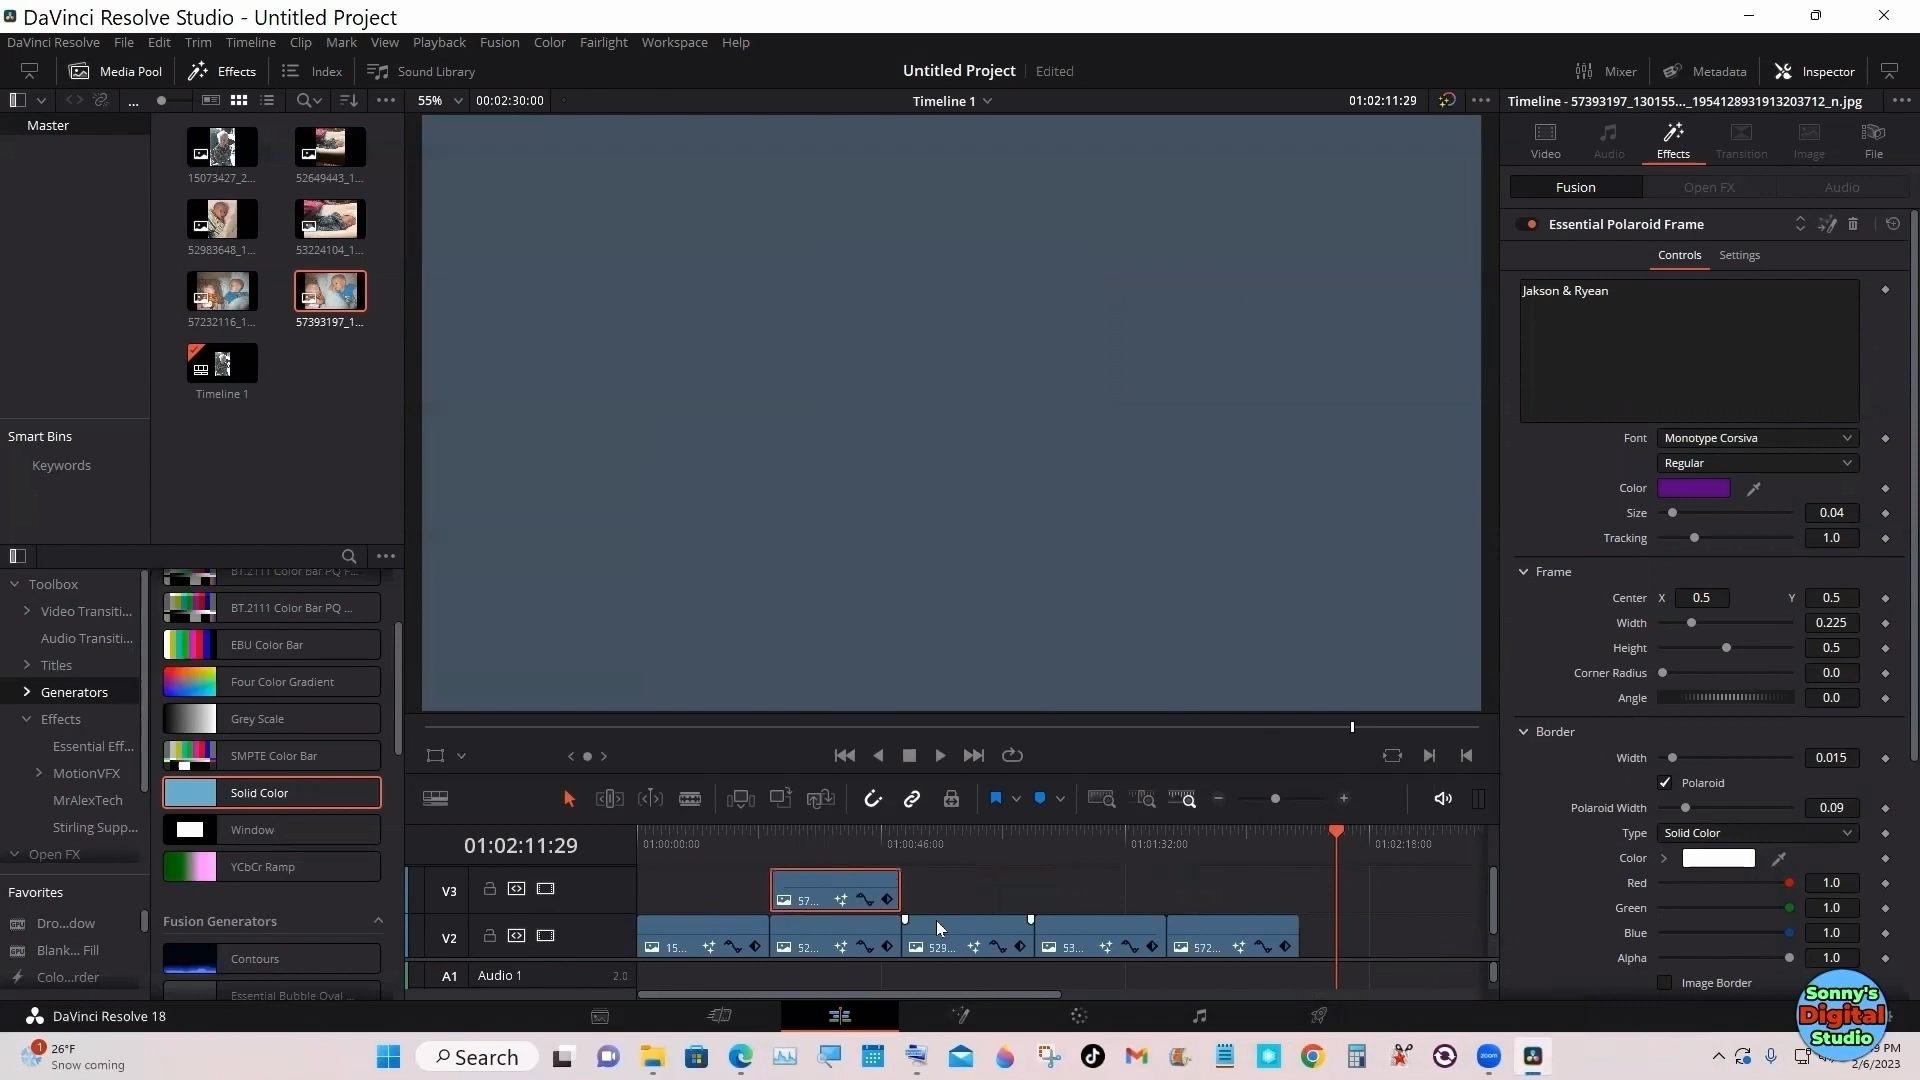 DaVinci Resolve Studio - Untitled Project
DaVinci Resolve File Edit Trim Timeline Clip Mark View Playback Fusion Color Fairlight Workspace Help
Media Pool Effects Index Sound Library Untitled Project Edited Mixer Metadata Inspector
55% 00:02:30:00 Timeline 1 01:02:11:29 Timeline - 57393197_130155..._1954128931913203712_n.jpg
Master
15073427_2... 52649443_1...
52983648_1... 53224104_1...
57232116_1... 57393197_1...
Timeline 1
Smart Bins
Keywords
Video Audio Effects Transition Image File
Fusion Open FX Audio
Essential Polaroid Frame
Controls Settings
Jakson & Ryean
Font Monotype Corsiva
Regular
Color
Size 0.04
Tracking 1.0
Frame
Center X 0.5 Y 0.5
Width 0.225
Height 0.5
Corner Radius 0.0
Angle 0.0
Border
Width 0.015
Polaroid
Polaroid Width 0.09
Type Solid Color
Color
Red 1.0
Green 1.0
Blue 1.0
Alpha 1.0
Image Border
Toolbox
Video Transiti...
Audio Transiti...
Titles
Generators
Effects
Essential Eff...
MotionVFX
MrAlexTech
Stirling Supp...
Open FX
Favorites
Dro...dow
Blank... Fill
Colo...rder
BT.2111 Color Bar PQ F...
BT.2111 Color Bar PQ ...
EBU Color Bar
Four Color Gradient
Grey Scale
SMPTE Color Bar
Solid Color
Window
YCbCr Ramp
Fusion Generators
Contours
Essential Bubble Oval ...
01:02:11:29 01:00:00:00 01:00:46:00 01:01:32:00 01:02:18:00
V3 57...
V2 15... 52... 529... 53... 572...
A1 Audio 1 2.0
DaVinci Resolve 18
Sonny's
Digital
Studio
1 26°F
Snow coming
Search
zoom
PM
2/6/2023